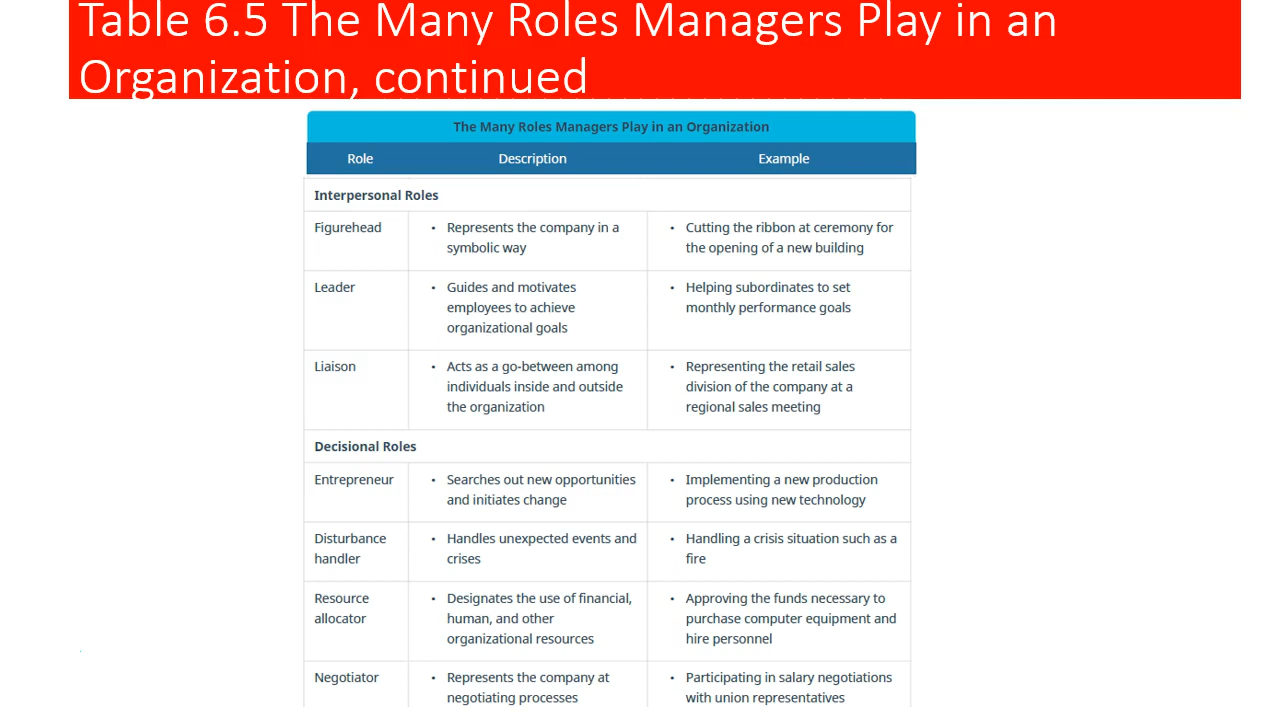 Table 6.5 The Many Roles Managers Play in an
Organization, continued
The Many Roles Managers Play in an Organization
Role Description Example
Interpersonal Roles
Figurehead • Represents the company in a • Cutting the ribbon at ceremony for
symbolic way the opening of a new building
Leader • Guides and motivates • Helping subordinates to set
employees to achieve monthly performance goals
organizational goals
Liaison • Acts as a go-between among • Representing the retail sales
individuals inside and outside division of the company at a
the organization regional sales meeting
Decisional Roles
Entrepreneur • Searches out new opportunities • Implementing a new production
and initiates change process using new technology
Disturbance • Handles unexpected events and • Handling a crisis situation such as a
handler crises fire
Resource • Designates the use of financial, • Approving the funds necessary to
allocator human, and other purchase computer equipment and
organizational resources hire personnel
Negotiator • Represents the company at • Participating in salary negotiations
negotiating processes with union representatives